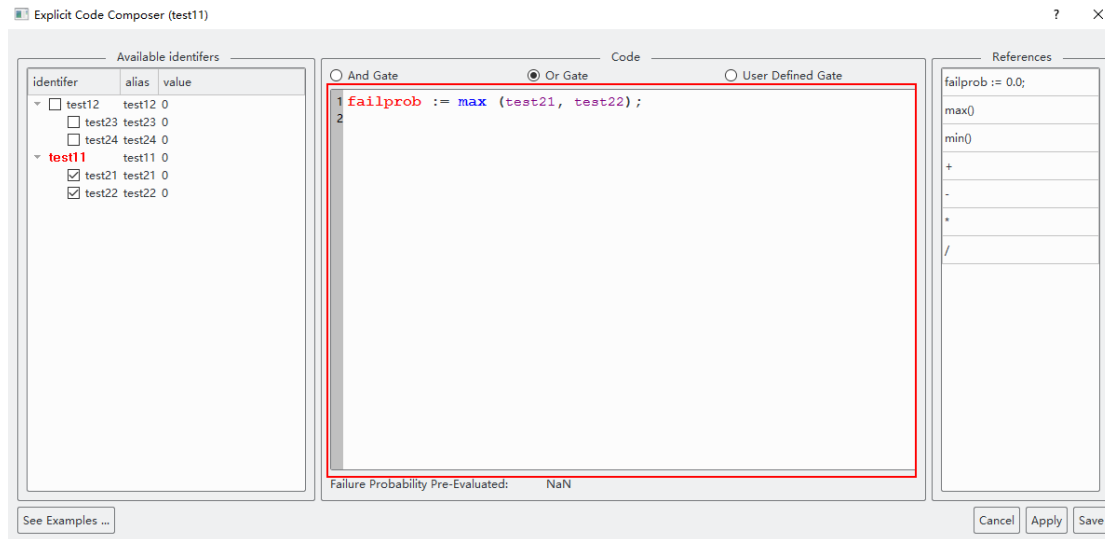 Explicit Code Composer (test11)
?
Available identifers
identifer alias value
test12 test12 0
test23 test23 0
test24 test24 0
test11 test11 0
test21 test21 0
test22 test22 0
Code
And Gate Or Gate User Defined Gate
1 failprob := max (test21, test22);
2
Failure Probability Pre-Evaluated: NaN
References
failprob := 0.0;
max()
min()
+
-
*
/
See Examples ...
Cancel Apply Save